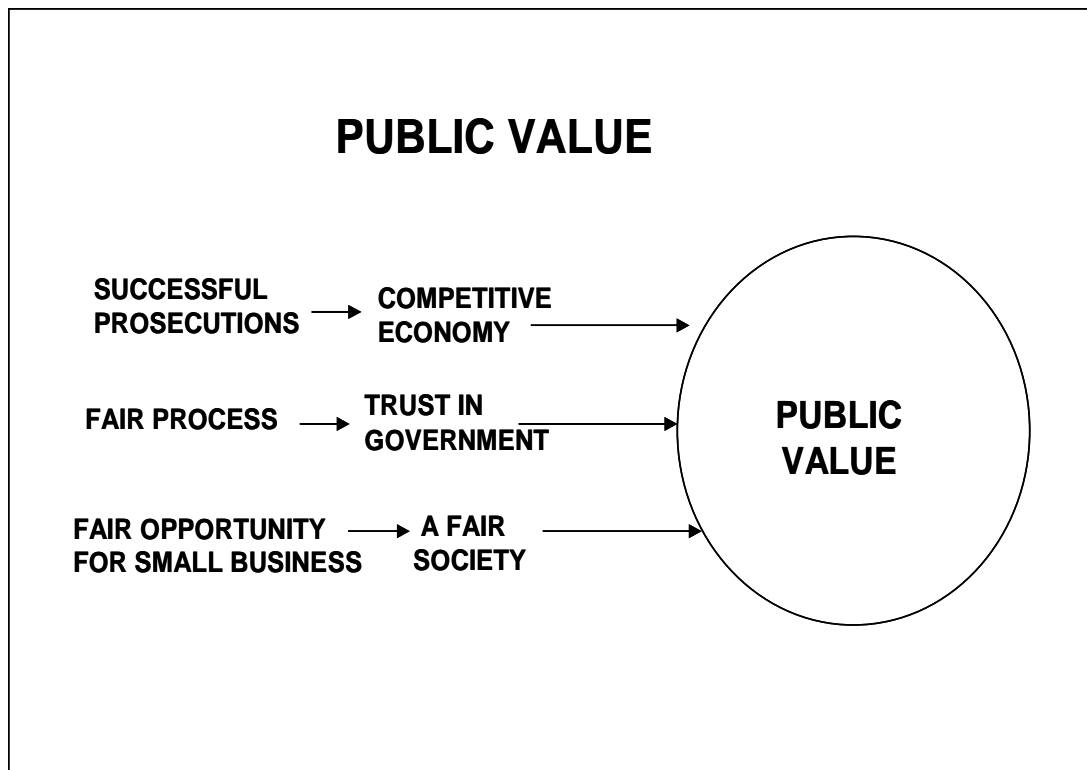 PUBLIC VALUE
SUCCESSFUL
PROSECUTIONS
COMPETITIVE
ECONOMY
FAIR PROCESS
TRUST IN
GOVERNMENT
FAIR OPPORTUNITY
FOR SMALL BUSINESS
A FAIR
SOCIETY
PUBLIC
VALUE